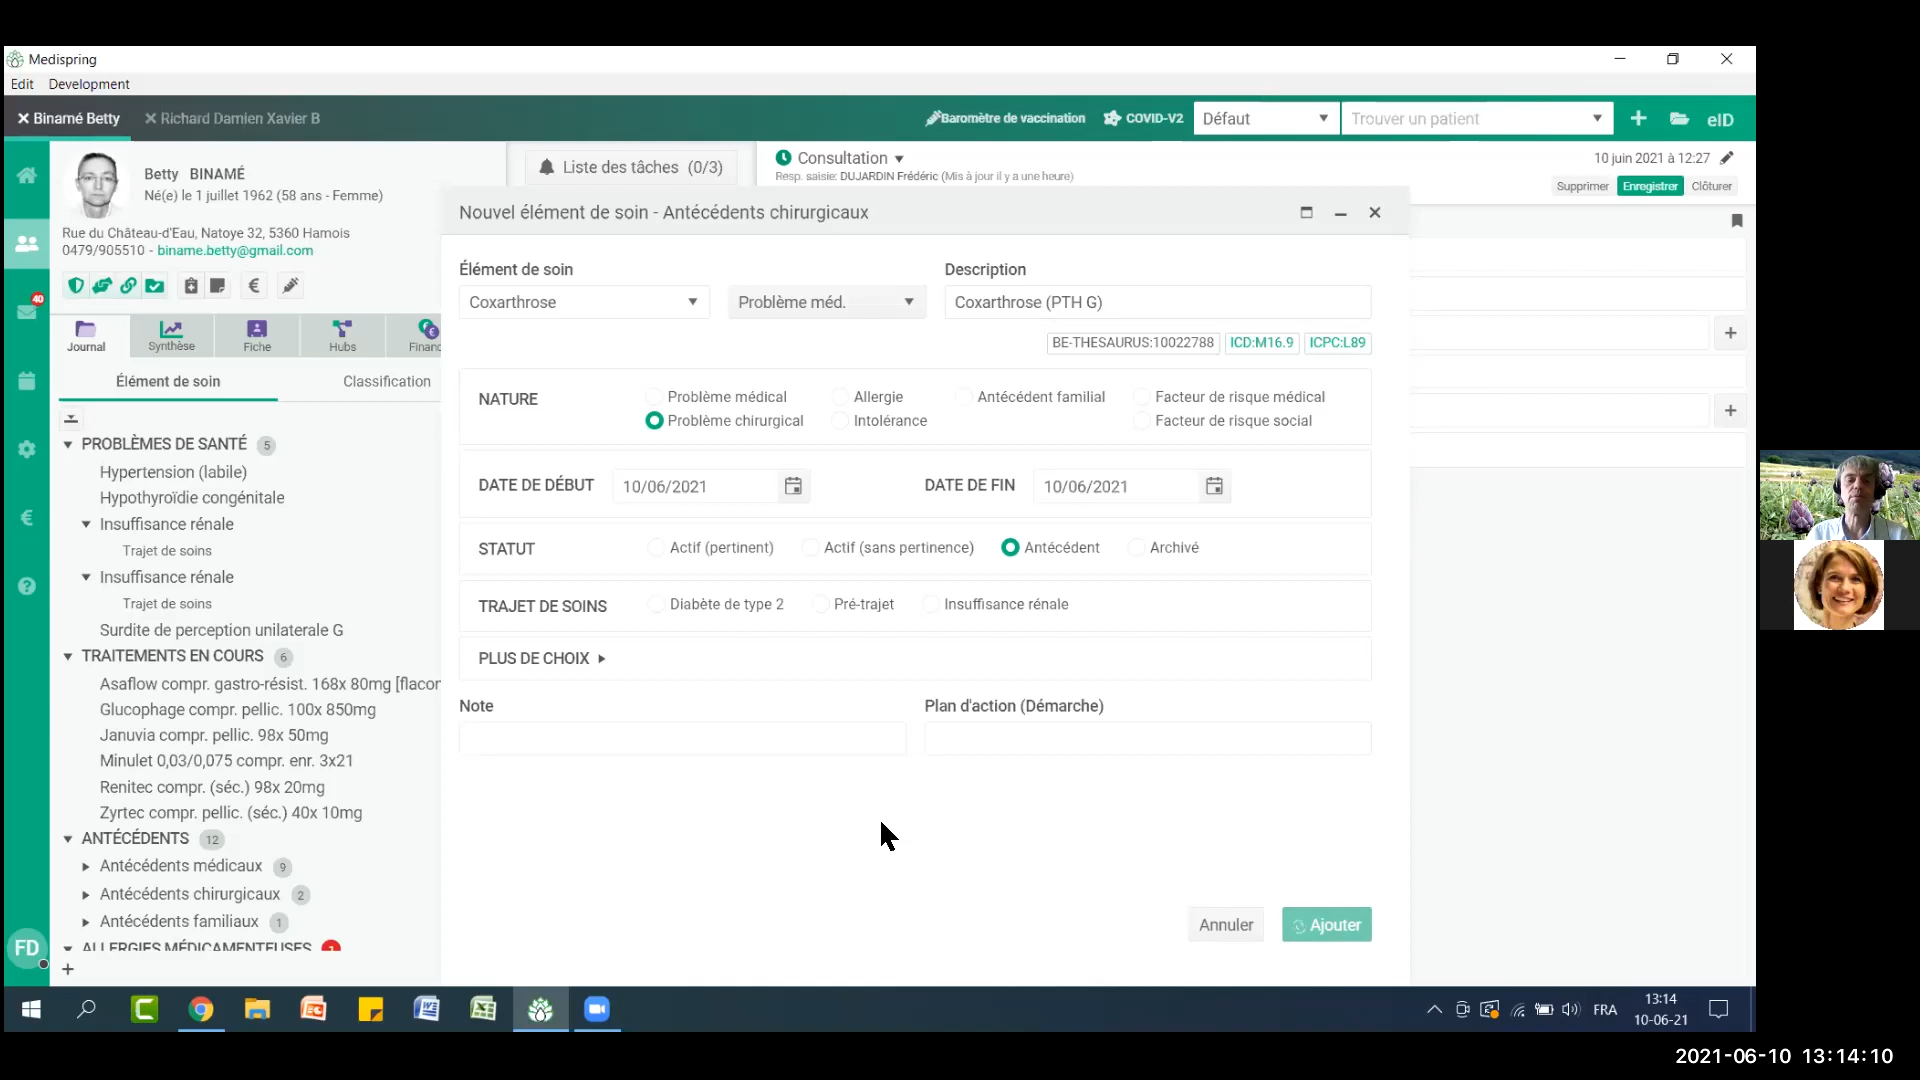 Medispring
Edit Development
Binamé Betty
Richard Damien Xavier B
Baromètre de vaccination
COVID-V2
Défaut
Trouver un patient
eID
Betty BINAMÉ
Né(e) le 1 juillet 1962 (58 ans - Femme)
Rue du Château-d'Eau, Natoye 32, 5360 Hamois
0479/905510 - biname.betty@gmail.com
Liste des tâches (0/3)
Consultation
Resp. saisie: DUJARDIN Frédéric (Mis à jour il y a une heure)
10 juin 2021 à 12:27
Supprimer
Enregistrer
Clôturer
40
Journal
Synthèse
Fiche
Hubs
Financ
Élément de soin
Classification
PROBLÈMES DE SANTÉ 5
Hypertension (labile)
Hypothyroïdie congénitale
Insuffisance rénale
Trajet de soins
Insuffisance rénale
Trajet de soins
Surdite de perception unilaterale G
TRAITEMENTS EN COURS 6
Asaflow compr. gastro-résist. 168x 80mg [flacon
Glucophage compr. pellic. 100x 850mg
Januvia compr. pellic. 98x 50mg
Minulet 0,03/0,075 compr. enr. 3x21
Renitec compr. (séc.) 98x 20mg
Zyrtec compr. pellic. (séc.) 40x 10mg
ANTÉCÉDENTS 12
Antécédents médicaux 9
Antécédents chirurgicaux 2
Antécédents familiaux 1
ALLERGIES MÉDICAMENTEUSES
FD
Nouvel élément de soin - Antécédents chirurgicaux
Élément de soin
Description
Coxarthrose
Problème méd.
Coxarthrose (PTH G)
BE-THESAURUS:10022788 ICD:M16.9 ICPC:L89
NATURE
Problème médical
Allergie
Antécédent familial
Facteur de risque médical
Problème chirurgical
Intolérance
Facteur de risque social
DATE DE DÉBUT 10/06/2021
DATE DE FIN 10/06/2021
STATUT
Actif (pertinent)
Actif (sans pertinence)
Antécédent
Archivé
TRAJET DE SOINS
Diabète de type 2
Pré-trajet
Insuffisance rénale
PLUS DE CHOIX
Note
Plan d'action (Démarche)
Annuler
Ajouter
FRA
13:14
10-06-21
2021-06-10 13:14:10